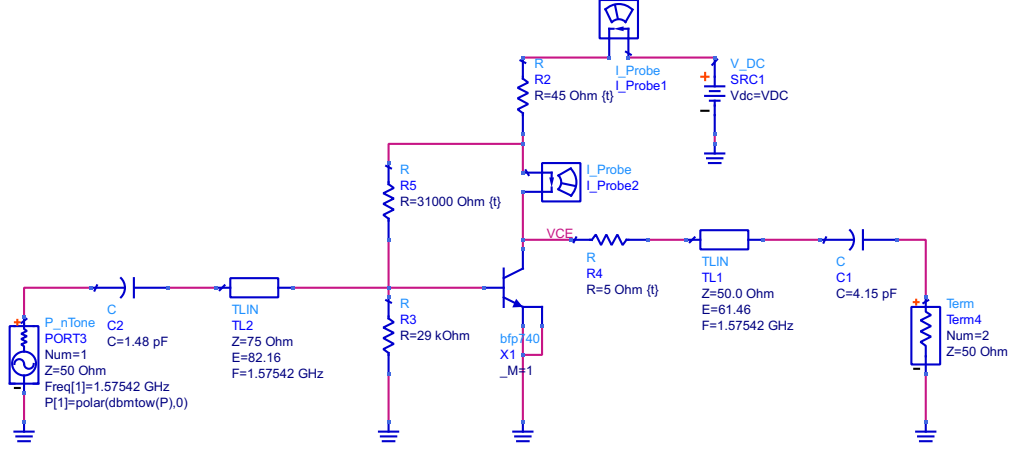 R
R2
R=45 Ohm {t}
I_Probe
I_Probe1
V_DC
SRC1
Vdc=VDC
R
R5
R=31000 Ohm {t}
I_Probe
I_Probe2
VCE
R
R4
R=5 Ohm {t}
TLIN
TL1
Z=50.0 Ohm
E=61.46
F=1.57542 GHz
C
C1
C=4.15 pF
C
C2
C=1.48 pF
TLIN
TL2
Z=75 Ohm
E=82.16
F=1.57542 GHz
R
R3
R=29 kOhm
bfp740
X1
_M=1
P_nTone
PORT3
Num=1
Z=50 Ohm
Freq[1]=1.57542 GHz
P[1]=polar(dbmtow(P),0)
Term
Term4
Num=2
Z=50 Ohm